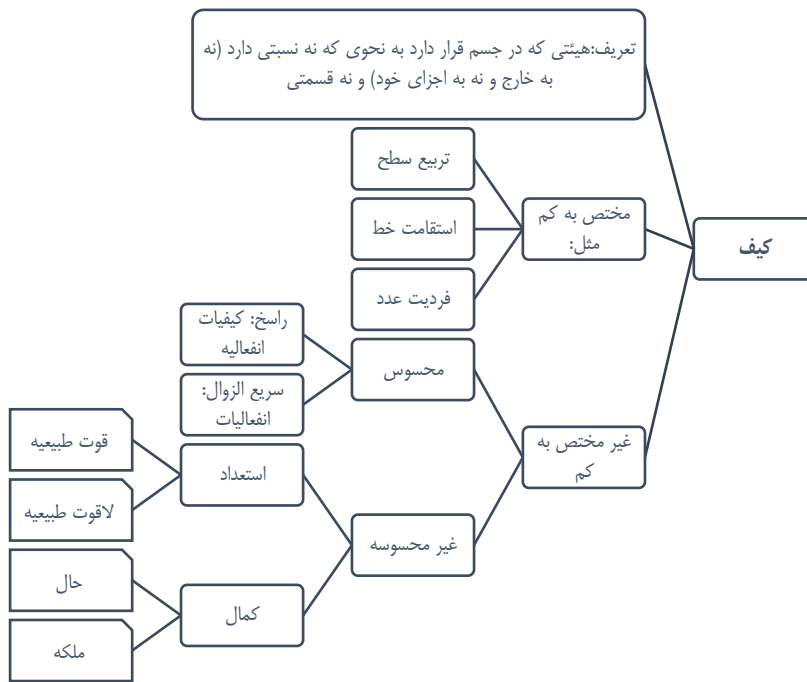 کیف
تعریف:هیئتی که در جسم قرار دارد به نحوی که نه نسبتی دارد (نه
به خارج و نه به اجزای خود) و نه قسمتی
مختص به کم
مثل:
تربیع سطح
استقامت خط
فردیت عدد
غیر مختص به
کم
محسوس
راسخ: کیفیات
انفعالیه
سریع الزوال:
انفعالیات
غیر محسوسه
استعداد
قوت طبیعیه
لاقوت طبیعیه
کمال
حال
ملکه